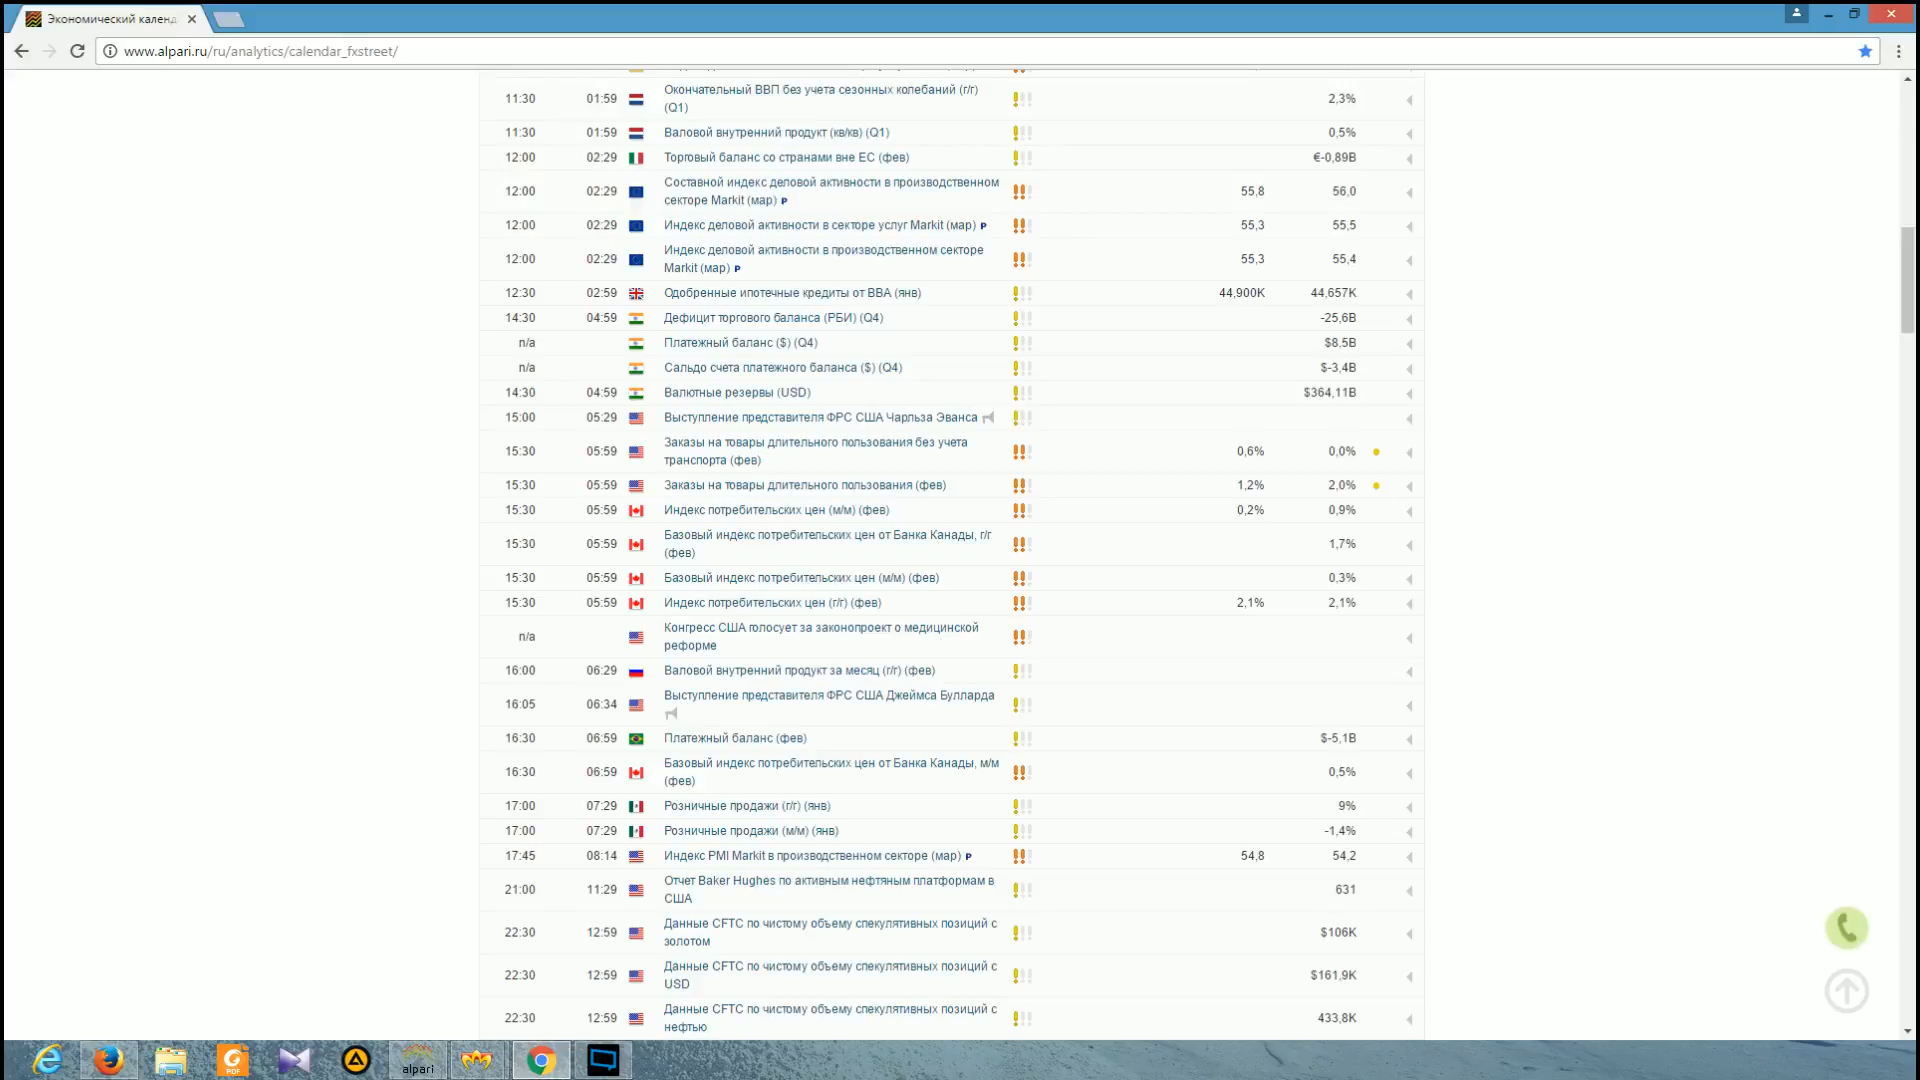 Экономический календ
www.alpari.ru/ru/analytics/calendar_fxstreet/
11:30 01:59 Окончательный ВВП без учета сезонных колебаний (г/г) 2,3%
(Q1)
11:30 01:59 Валовой внутренний продукт (кв/кв) (Q1) 0,5%
12:00 02:29 Торговый баланс со странами вне ЕС (фев) €-0,89B
12:00 02:29 Составной индекс деловой активности в производственном 55,8 56,0
секторе Markit (мар) P
12:00 02:29 Индекс деловой активности в секторе услуг Markit (мар) P 55,3 55,5
12:00 02:29 Индекс деловой активности в производственном секторе 55,3 55,4
Markit (мар) P
12:30 02:59 Одобренные ипотечные кредиты от BBA (янв) 44,900K 44,657K
14:30 04:59 Дефицит торгового баланса (РБИ) (Q4) -25,6B
n/a Платежный баланс ($) (Q4) $8,5B
n/a Сальдо счета платежного баланса ($) (Q4) $-3,4B
14:30 04:59 Валютные резервы (USD) $364,11B
15:00 05:29 Выступление представителя ФРС США Чарльза Эванса
15:30 05:59 Заказы на товары длительного пользования без учета 0,6% 0,0%
транспорта (фев)
15:30 05:59 Заказы на товары длительного пользования (фев) 1,2% 2,0%
15:30 05:59 Индекс потребительских цен (м/м) (фев) 0,2% 0,9%
15:30 05:59 Базовый индекс потребительских цен от Банка Канады, г/г 1,7%
(фев)
15:30 05:59 Базовый индекс потребительских цен (м/м) (фев) 0,3%
15:30 05:59 Индекс потребительских цен (г/г) (фев) 2,1% 2,1%
n/a Конгресс США голосует за законопроект о медицинской
реформе
16:00 06:29 Валовой внутренний продукт за месяц (г/г) (фев)
16:05 06:34 Выступление представителя ФРС США Джеймса Булларда
16:30 06:59 Платежный баланс (фев) $-5,1B
16:30 06:59 Базовый индекс потребительских цен от Банка Канады, м/м 0,5%
(фев)
17:00 07:29 Розничные продажи (г/г) (янв) 9%
17:00 07:29 Розничные продажи (м/м) (янв) -1,4%
17:45 08:14 Индекс PMI Markit в производственном секторе (мар) P 54,8 54,2
21:00 11:29 Отчет Baker Hughes по активным нефтяным платформам в 631
США
22:30 12:59 Данные CFTC по чистому объему спекулятивных позиций с $106K
золотом
22:30 12:59 Данные CFTC по чистому объему спекулятивных позиций с $161,9K
USD
22:30 12:59 Данные CFTC по чистому объему спекулятивных позиций с 433,8K
нефтью
PDF
alpari